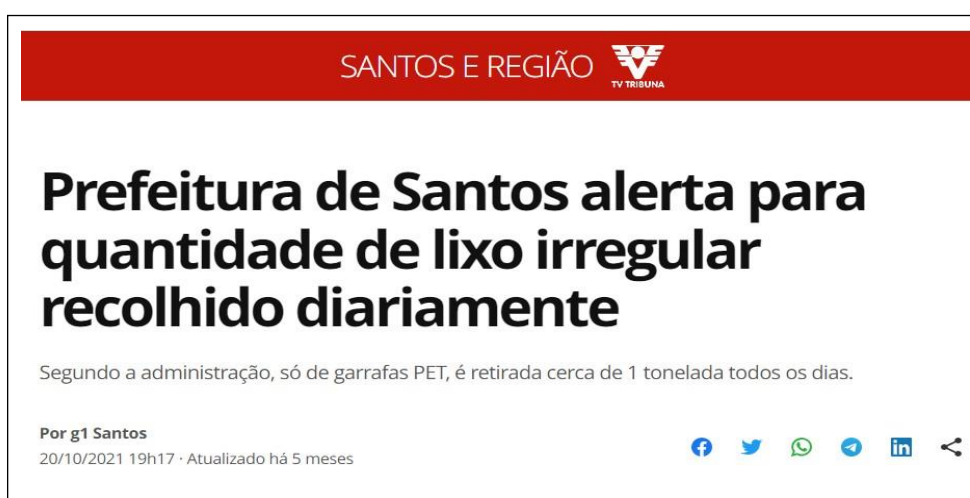 SANTOS E REGIÃO
TV TRIBUNA
Prefeitura de Santos alerta para
quantidade de lixo irregular
recolhido diariamente
Segundo a administração, só de garrafas PET, é retirada cerca de 1 tonelada todos os dias.
Por g1 Santos
20/10/2021 19h17 · Atualizado há 5 meses